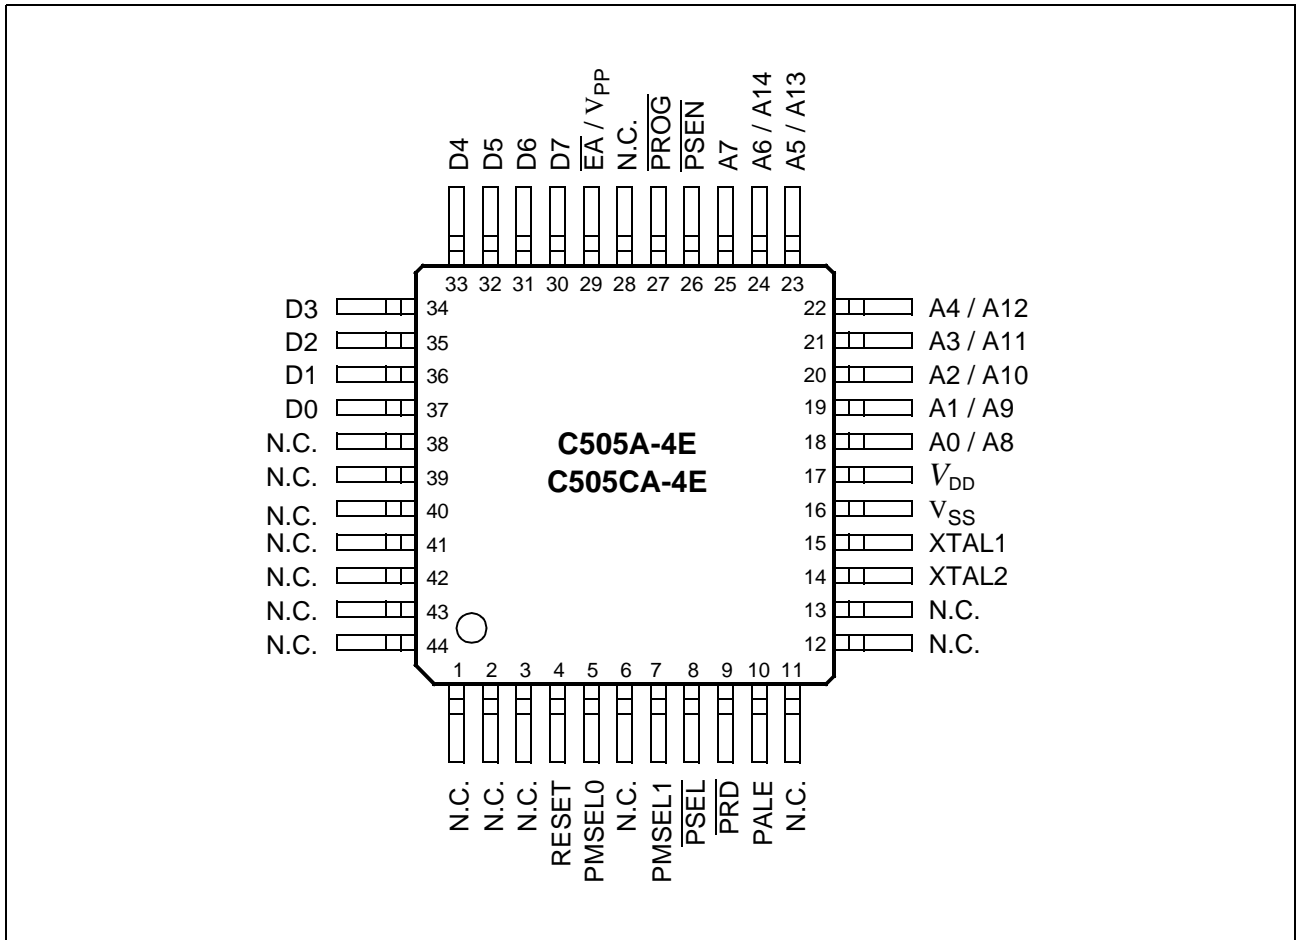 D4
D5
D6
D7
EA / VPP
N.C.
PROG
PSEN
A7
A6 / A14
A5 / A13
33 32 31 30 29 28 27 26 25 24 23
D3 34
D2 35
D1 36
D0 37
N.C. 38
N.C. 39
N.C. 40
N.C. 41
N.C. 42
N.C. 43
N.C. 44
C505A-4E
C505CA-4E
22 A4 / A12
21 A3 / A11
20 A2 / A10
19 A1 / A9
18 A0 / A8
17 VDD
16 VSS
15 XTAL1
14 XTAL2
13 N.C.
12 N.C.
1 2 3 4 5 6 7 8 9 10 11
N.C.
N.C.
N.C.
RESET
PMSEL0
N.C.
PMSEL1
PSEL
PRD
PALE
N.C.